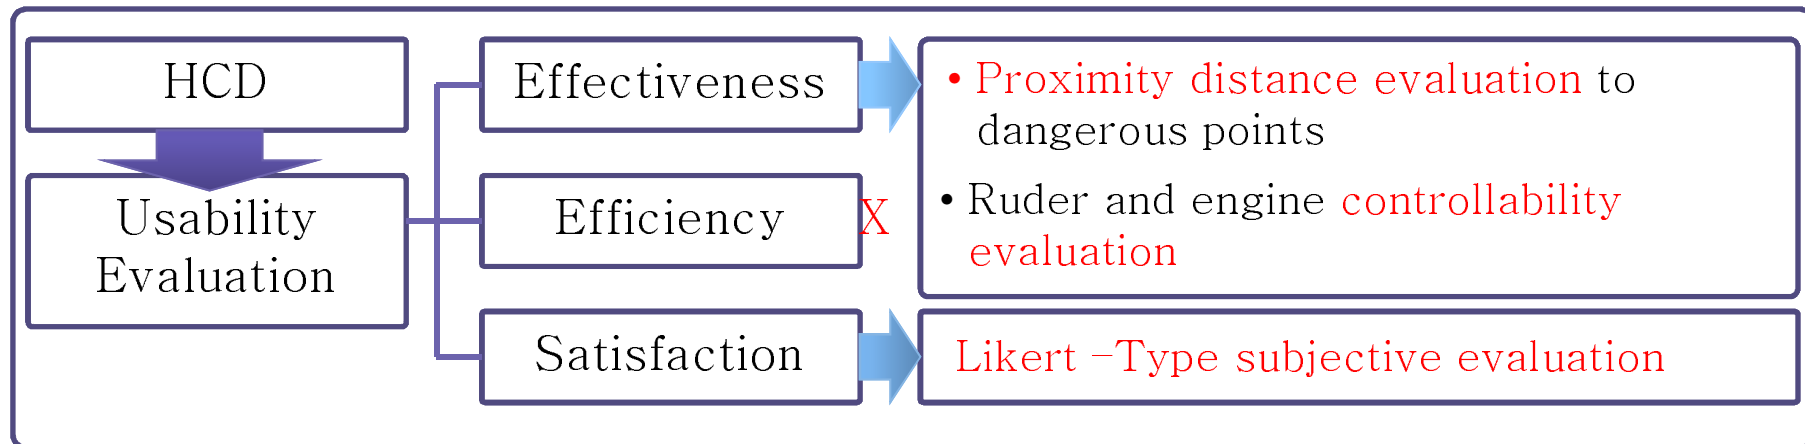 HCD
Usability
Evaluation
Effectiveness
Efficiency
X
Satisfaction
• Proximity distance evaluation to
dangerous points
• Ruder and engine controllability
evaluation
Likert –Type subjective evaluation